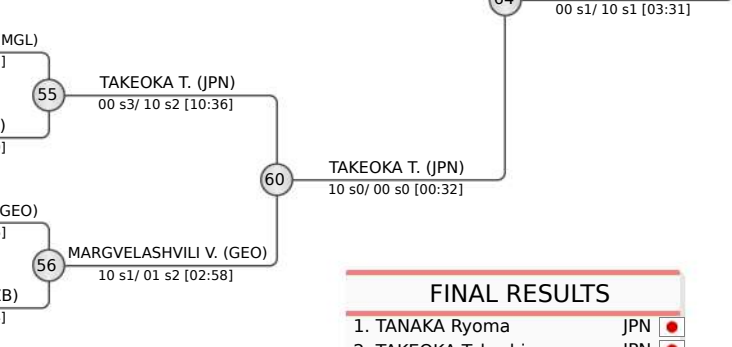 00 s1/ 10 s1 [03:31]
MGL)
]
55
TAKEOKA T. (JPN)
00 s3/ 10 s2 [10:36]
)
]
60
TAKEOKA T. (JPN)
10 s0/ 00 s0 [00:32]
GEO)
]
56
MARGVELASHVILI V. (GEO)
10 s1/ 01 s2 [02:58]
B)
]
FINAL RESULTS
1. TANAKA Ryoma JPN